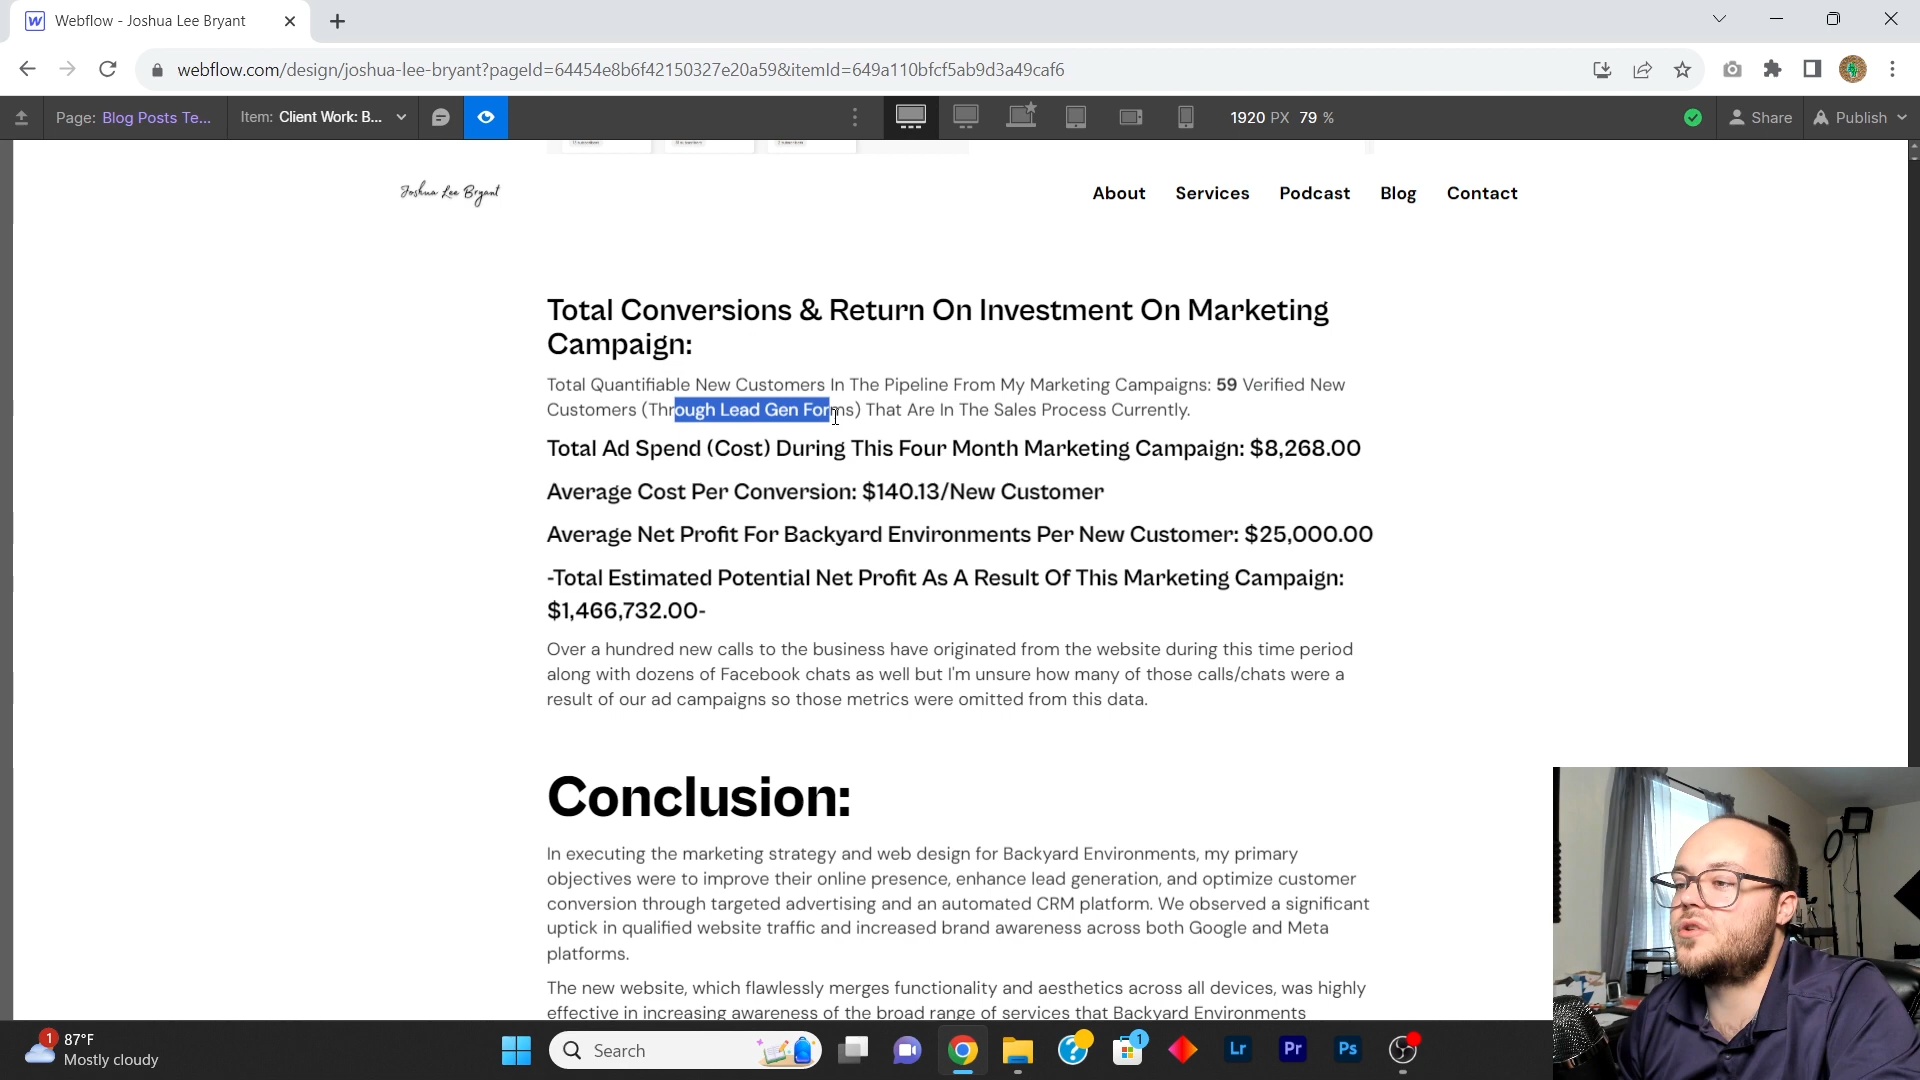 Webflow - Joshua Lee Bryant
webflow.com/design/joshua-lee-bryant?pageId=64454e8b6f42150327e20a59&itemId=649a110bfcf5ab9d3a49caf6
Page: Blog Posts Te... Item: Client Work: B... 1920 PX 79 % Share Publish
Joshua Lee Bryant About Services Podcast Blog Contact
Total Conversions & Return On Investment On Marketing
Campaign:
Total Quantifiable New Customers In The Pipeline From My Marketing Campaigns: 59 Verified New
Customers (Through Lead Gen Forms) That Are In The Sales Process Currently.
Total Ad Spend (Cost) During This Four Month Marketing Campaign: $8,268.00
Average Cost Per Conversion: $140.13/New Customer
Average Net Profit For Backyard Environments Per New Customer: $25,000.00
-Total Estimated Potential Net Profit As A Result Of This Marketing Campaign:
$1,466,732.00-
Over a hundred new calls to the business have originated from the website during this time period
along with dozens of Facebook chats as well but I'm unsure how many of those calls/chats were a
result of our ad campaigns so those metrics were omitted from this data.
Conclusion:
In executing the marketing strategy and web design for Backyard Environments, my primary
objectives were to improve their online presence, enhance lead generation, and optimize customer
conversion through targeted advertising and an automated CRM platform. We observed a significant
uptick in qualified website traffic and increased brand awareness across both Google and Meta
platforms.
The new website, which flawlessly merges functionality and aesthetics across all devices, was highly
effective in increasing awareness of the broad range of services that Backyard Environments
1 87°F
Mostly cloudy
Search
1
Lr
Pr
Ps